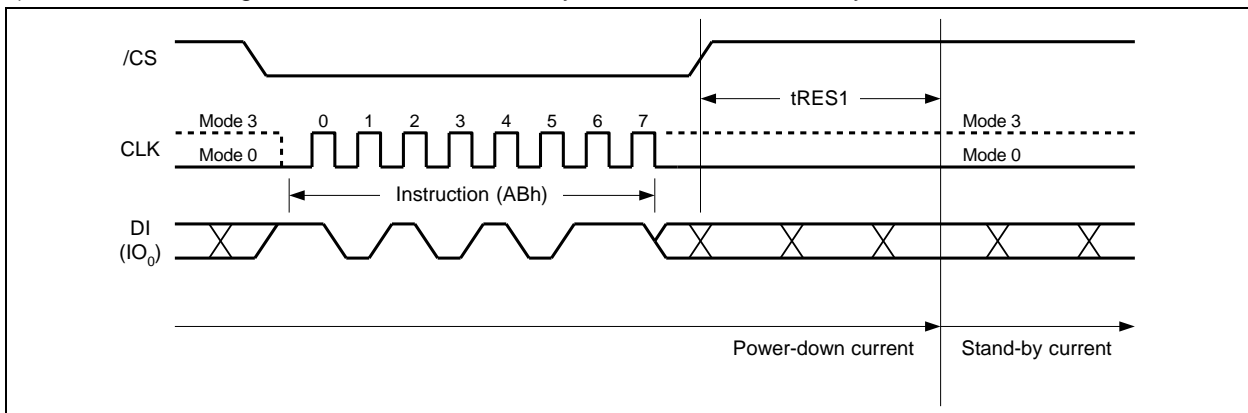 /CS
tRES1
Mode 3 0 1 2 3 4 5 6 7 Mode 3
CLK
Mode 0 Mode 0
Instruction (ABh)
DI
(IO0)
Power-down current Stand-by current